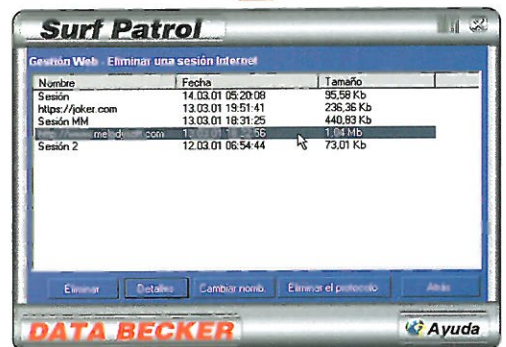 Surf Patrol
Gestión Web - Eliminar una sesión Internet
Nombre Fecha Tamaño
Sesión 14.03.01 05:20:08 95,58 Kb
https://joker.com 13.03.01 19:51:41 236,36 Kb
Sesión MM 13.03.01 18:31:25 440,83 Kb
.com 1,04 Mb
Sesión 2 12.03.01 06:54:44 73,01 Kb
Eliminar Detalles Cambiar nomb. Eliminar el protocolo Atrás
DATA BECKER Ayuda